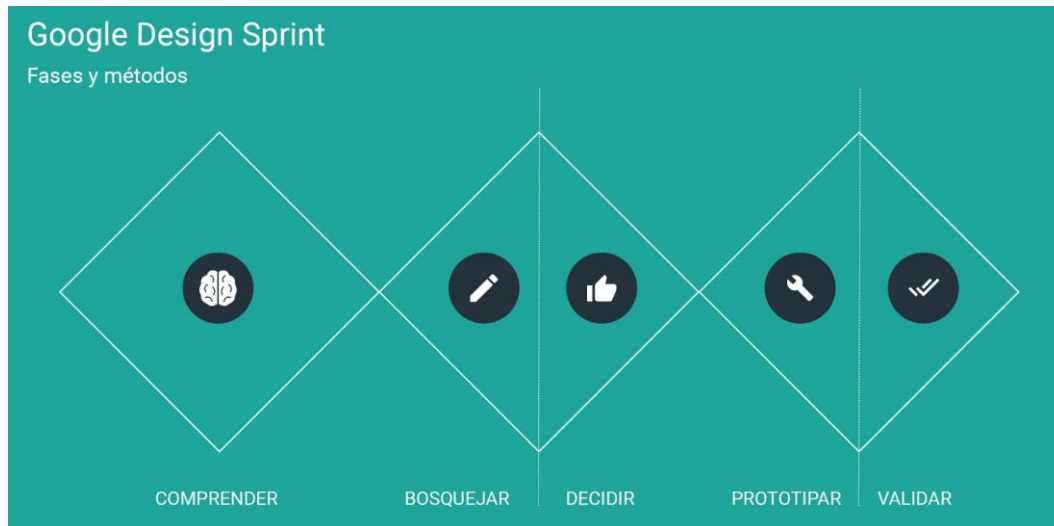 Google Design Sprint
Fases y métodos
COMPRENDER BOSQUEJAR DECIDIR PROTOTIPAR VALIDAR